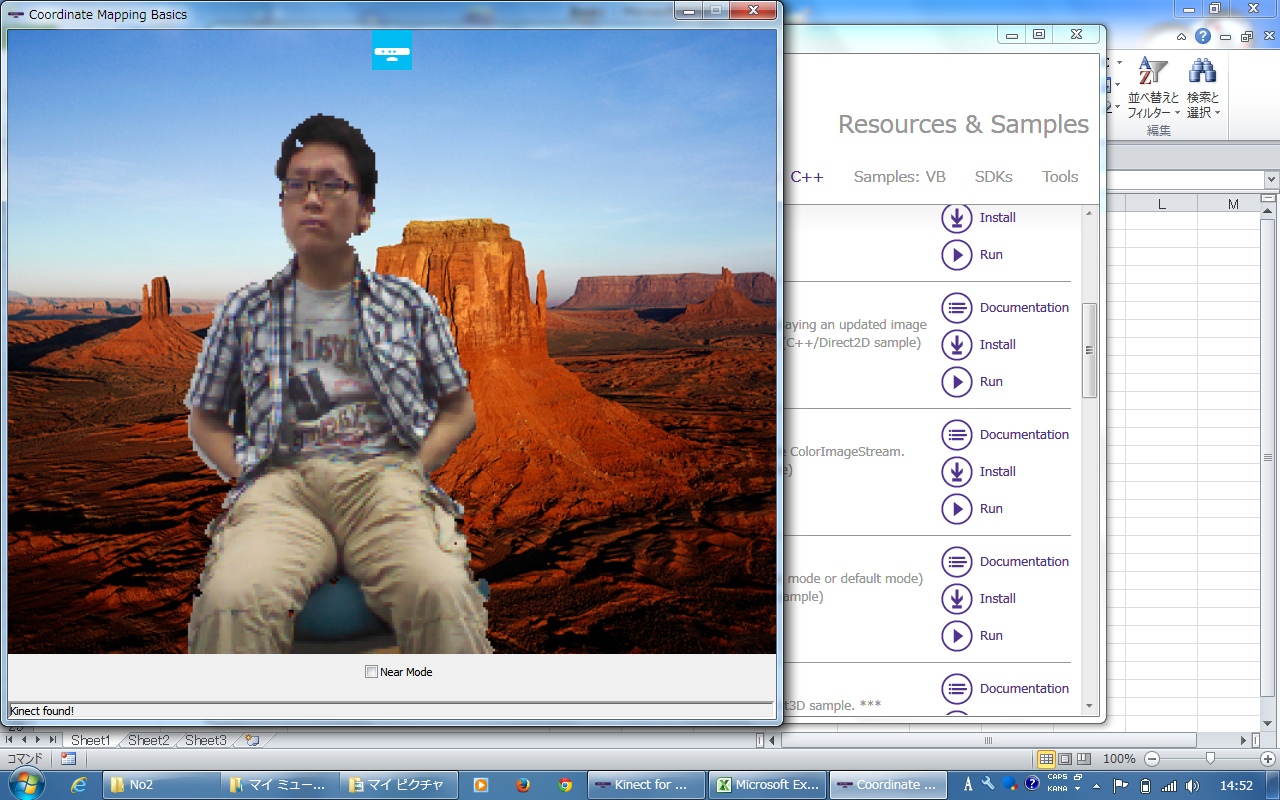 Coordinate Mapping Basics
Near Mode
Kinect found!
Resources & Samples
C++
Samples: VB
SDKs
Tools
Install
Run
Documentation
aying an updated image
C++/Direct2D sample)
Install
Run
Documentation
ColorImageStream.
Install
Run
Documentation
mode or default mode)
ample)
Install
Run
Documentation
t3D sample. ***
並べ替えと
フィルター
検索と
選択
編集
L
M
Sheet1
Sheet2
Sheet3
コマンド
100%
No2
マイ ミュー...
マイ ピクチャ
Kinect for ...
Microsoft Ex...
Coordinate ...
A
CAPS
KANA
14:52